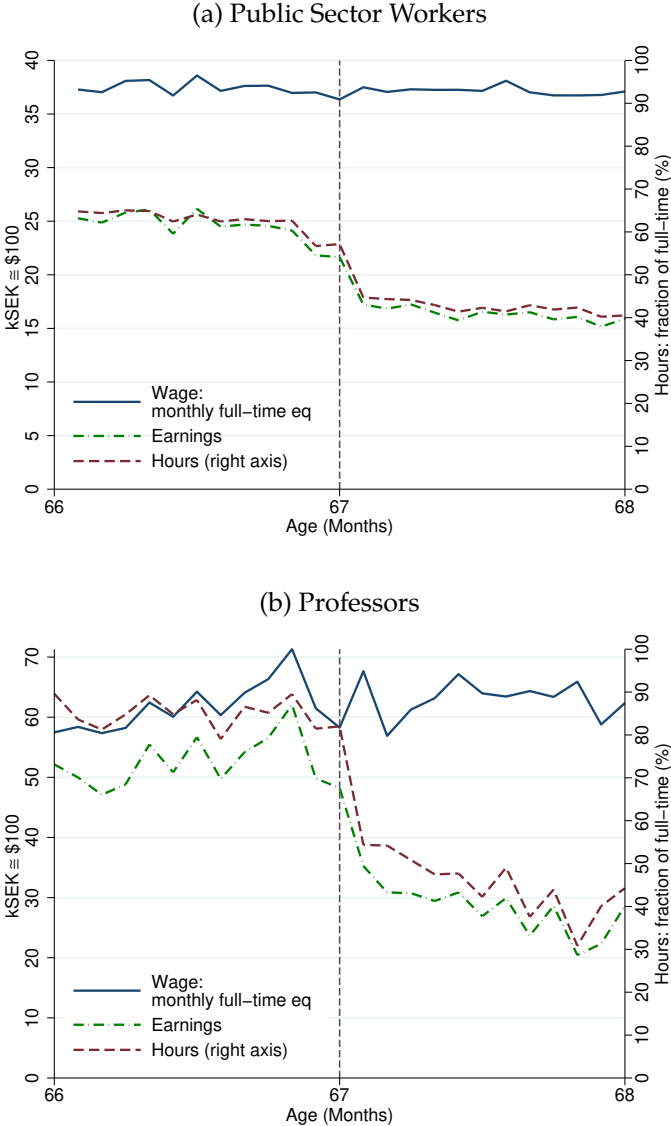 (a) Public Sector Workers
40
35
30
25
20
15
10
5
0
kSEK ≅ $100
100
90
80
70
60
50
40
30
20
10
0
Hours: fraction of full−time (%)
Wage:
monthly full−time eq
Earnings
Hours (right axis)
66
67
68
Age (Months)
(b) Professors
70
60
50
40
30
20
10
0
kSEK ≅ $100
100
90
80
70
60
50
40
30
20
10
0
Hours: fraction of full−time (%)
Wage:
monthly full−time eq
Earnings
Hours (right axis)
66
67
68
Age (Months)